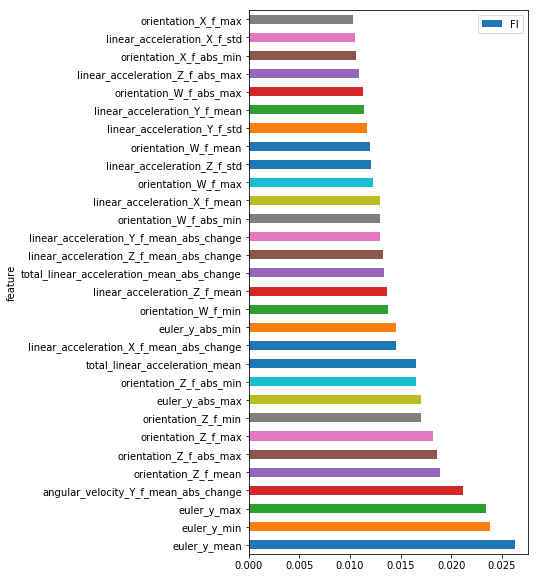 FI
feature
orientation_X_f_max
linear_acceleration_X_f_std
orientation_X_f_abs_min
linear_acceleration_Z_f_abs_max
orientation_W_f_abs_max
linear_acceleration_Y_f_mean
linear_acceleration_Y_f_std
orientation_W_f_mean
linear_acceleration_Z_f_std
orientation_W_f_max
linear_acceleration_X_f_mean
orientation_W_f_abs_min
linear_acceleration_Y_f_mean_abs_change
linear_acceleration_Z_f_mean_abs_change
total_linear_acceleration_mean_abs_change
linear_acceleration_Z_f_mean
orientation_W_f_min
euler_y_abs_min
linear_acceleration_X_f_mean_abs_change
total_linear_acceleration_mean
orientation_Z_f_abs_min
euler_y_abs_max
orientation_Z_f_min
orientation_Z_f_max
orientation_Z_f_abs_max
orientation_Z_f_mean
angular_velocity_Y_f_mean_abs_change
euler_y_max
euler_y_min
euler_y_mean
0.000 0.005 0.010 0.015 0.020 0.025